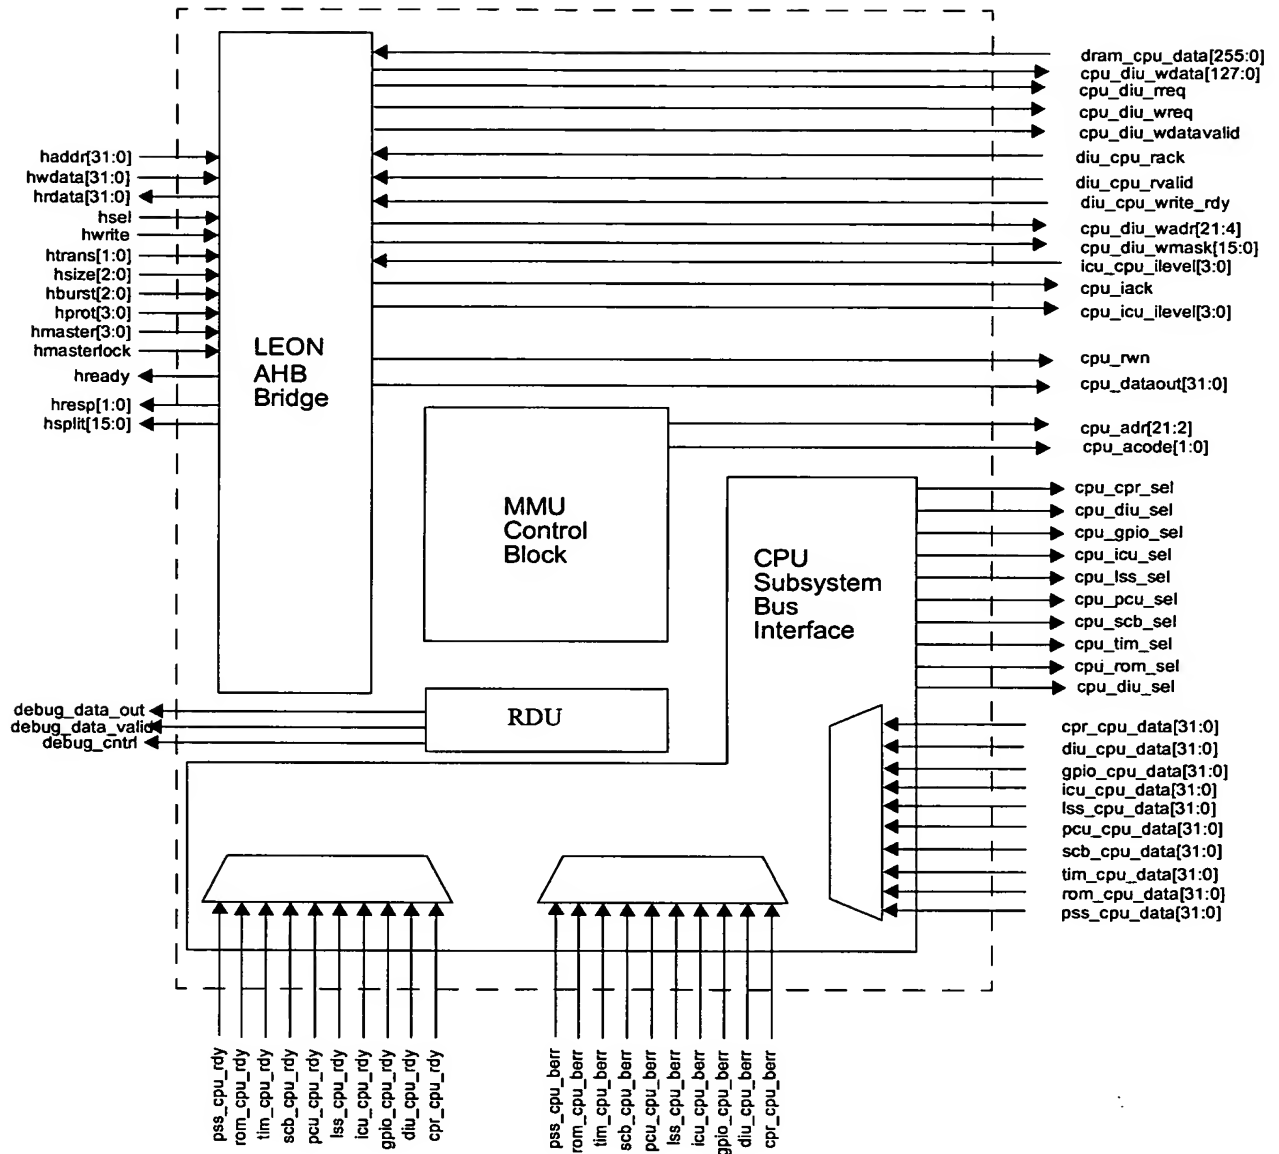 haddr[31:0]
hwdata[31:0]
hrdata[31:0]
hsel
hwrite
htrans[1:0]
hsize[2:0]
hburst[2:0]
hprot[3:0]
hmaster[3:0]
hmasterlock
hready
hresp[1:0]
hsplit[15:0]
LEON
AHB
Bridge
dram_cpu_data[255:0]
cpu_diu_wdata[127:0]
cpu_diu_rreq
cpu_diu_wreq
cpu_diu_wdatavalid
diu_cpu_rack
diu_cpu_rvalid
diu_cpu_write_rdy
cpu_diu_wadr[21:4]
cpu_diu_wmask[15:0]
icu_cpu_ilevel[3:0]
cpu_iack
cpu_icu_ilevel[3:0]
cpu_rwn
cpu_dataout[31:0]
cpu_adr[21:2]
cpu_acode[1:0]
MMU
Control
Block
CPU
Subsystem
Bus
Interface
cpu_cpr_sel
cpu_diu_sel
cpu_gpio_sel
cpu_icu_sel
cpu_lss_sel
cpu_pcu_sel
cpu_scb_sel
cpu_tim_sel
cpu_rom_sel
cpu_diu_sel
RDU
debug_data_out
debug_data_valid
debug_cntrl
cpr_cpu_data[31:0]
diu_cpu_data[31:0]
gpio_cpu_data[31:0]
icu_cpu_data[31:0]
lss_cpu_data[31:0]
pcu_cpu_data[31:0]
scb_cpu_data[31:0]
tim_cpu_data[31:0]
rom_cpu_data[31:0]
pss_cpu_data[31:0]
pss_cpu_rdy
rom_cpu_rdy
tim_cpu_rdy
scb_cpu_rdy
pcu_cpu_rdy
lss_cpu_rdy
icu_cpu_rdy
gpio_cpu_rdy
diu_cpu_rdy
cpr_cpu_rdy
pss_cpu_berr
rom_cpu_berr
tim_cpu_berr
scb_cpu_berr
pcu_cpu_berr
lss_cpu_berr
icu_cpu_berr
gpio_cpu_berr
diu_cpu_berr
cpr_cpu_berr